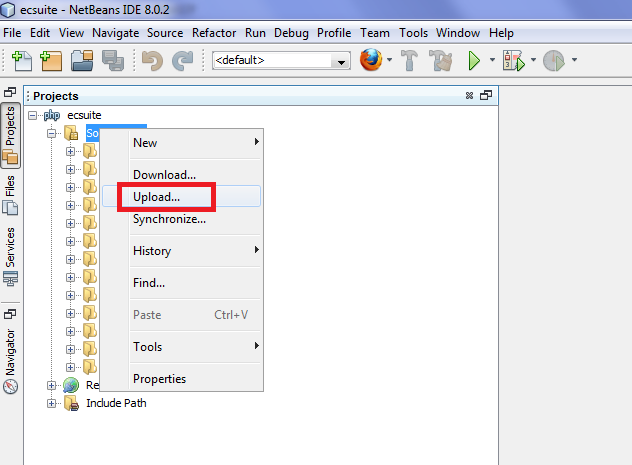 ecsuite - NetBeans IDE 8.0.2
File Edit View Navigate Source Refactor Run Debug Profile Team Tools Window Help
<default>
Projects
php ecsuite
New
Download...
Upload...
Synchronize...
History
Find...
Paste Ctrl+V
Tools
Properties
Include Path
Projects
Files
Services
Navigator